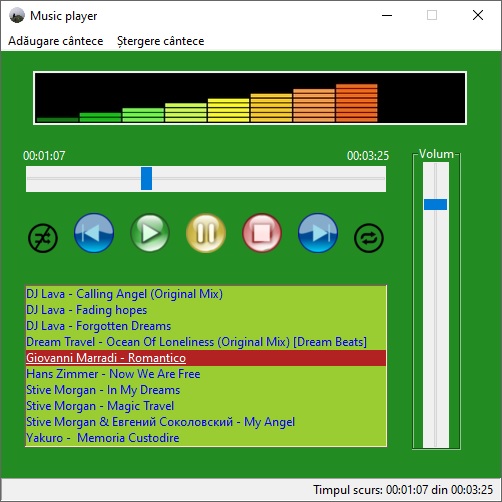 Music player
Adăugare cântece Ștergere cântece
00:01:07 00:03:25 Volum
DJ Lava - Calling Angel (Original Mix)
DJ Lava - Fading hopes
DJ Lava - Forgotten Dreams
Dream Travel - Ocean Of Loneliness (Original Mix) [Dream Beats]
Giovanni Marradi - Romantico
Hans Zimmer - Now We Are Free
Stive Morgan - In My Dreams
Stive Morgan - Magic Travel
Stive Morgan & Евгений Соколовский - My Angel
Yakuro -  Memoria Custodire
Timpul scurs: 00:01:07 din 00:03:25